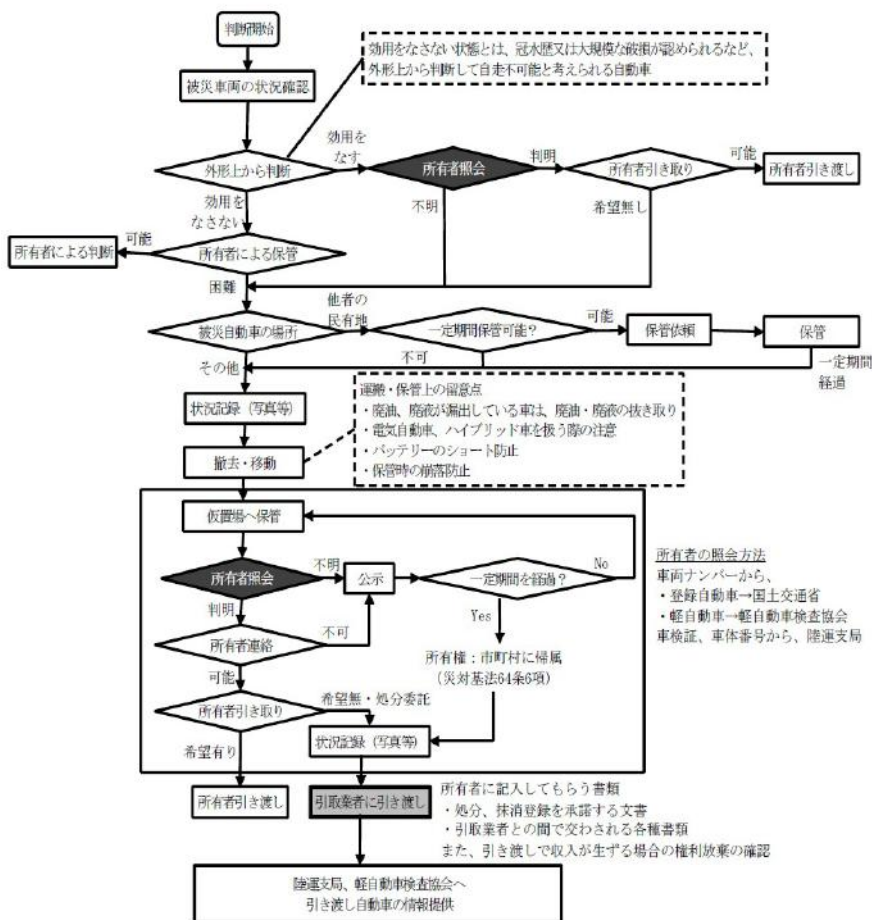 判断開始
効用をなさない状態とは、冠水歴又は大規模な破損が認められるなど、
外形上から判断して自走不可能と考えられる自動車
被災車両の状況確認
外形上から判断
効用を
なす
所有者照会
判明
所有者引き取り
可能
所有者引き渡し
効用を
なさない
不明
希望無し
所有者による判断
可能
所有者による保管
困難
被災自動車の場所
他者の
民有地
一定期間保管可能？
可能
保管依頼
保管
その他
不可
一定期間
経過
状況記録（写真等）
運搬・保管上の留意点
・廃油、廃液が漏出している車は、廃油・廃液の抜き取り
・電気自動車、ハイブリッド車を扱う際の注意
・バッテリーのショート防止
・保管時の崩落防止
撤去・移動
仮置場へ保管
所有者照会
不明
公示
一定期間を経過？
No
所有者の照会方法
車両ナンバーから、
・登録自動車→国土交通省
・軽自動車→軽自動車検査協会
車検証、車体番号から、陸運支局
判明
Yes
所有者連絡
不可
所有権：市町村に帰属
（災対基法64条6項）
可能
所有者引き取り
希望無・処分委託
状況記録（写真等）
希望有り
所有者引き渡し
引取業者に引き渡し
所有者に記入してもらう書類
・処分、抹消登録を承諾する文書
・引取業者との間で交わされる各種書類
また、引き渡しで収入が生ずる場合の権利放棄の確認
陸運支局、軽自動車検査協会へ
引き渡し自動車の情報提供